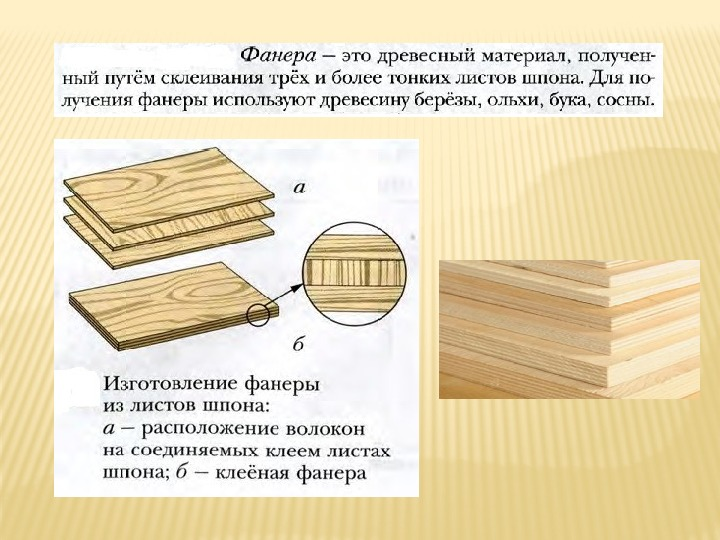 Фанера — это древесный материал, получен-
ный путём склеивания трёх и более тонких листов шпона. Для по-
лучения фанеры используют древесину берёзы, ольхи, бука, сосны.
а
б
Изготовление фанеры
из листов шпона:
а — расположение волокон
на соединяемых клеем листах
шпона; б — клеёная фанера